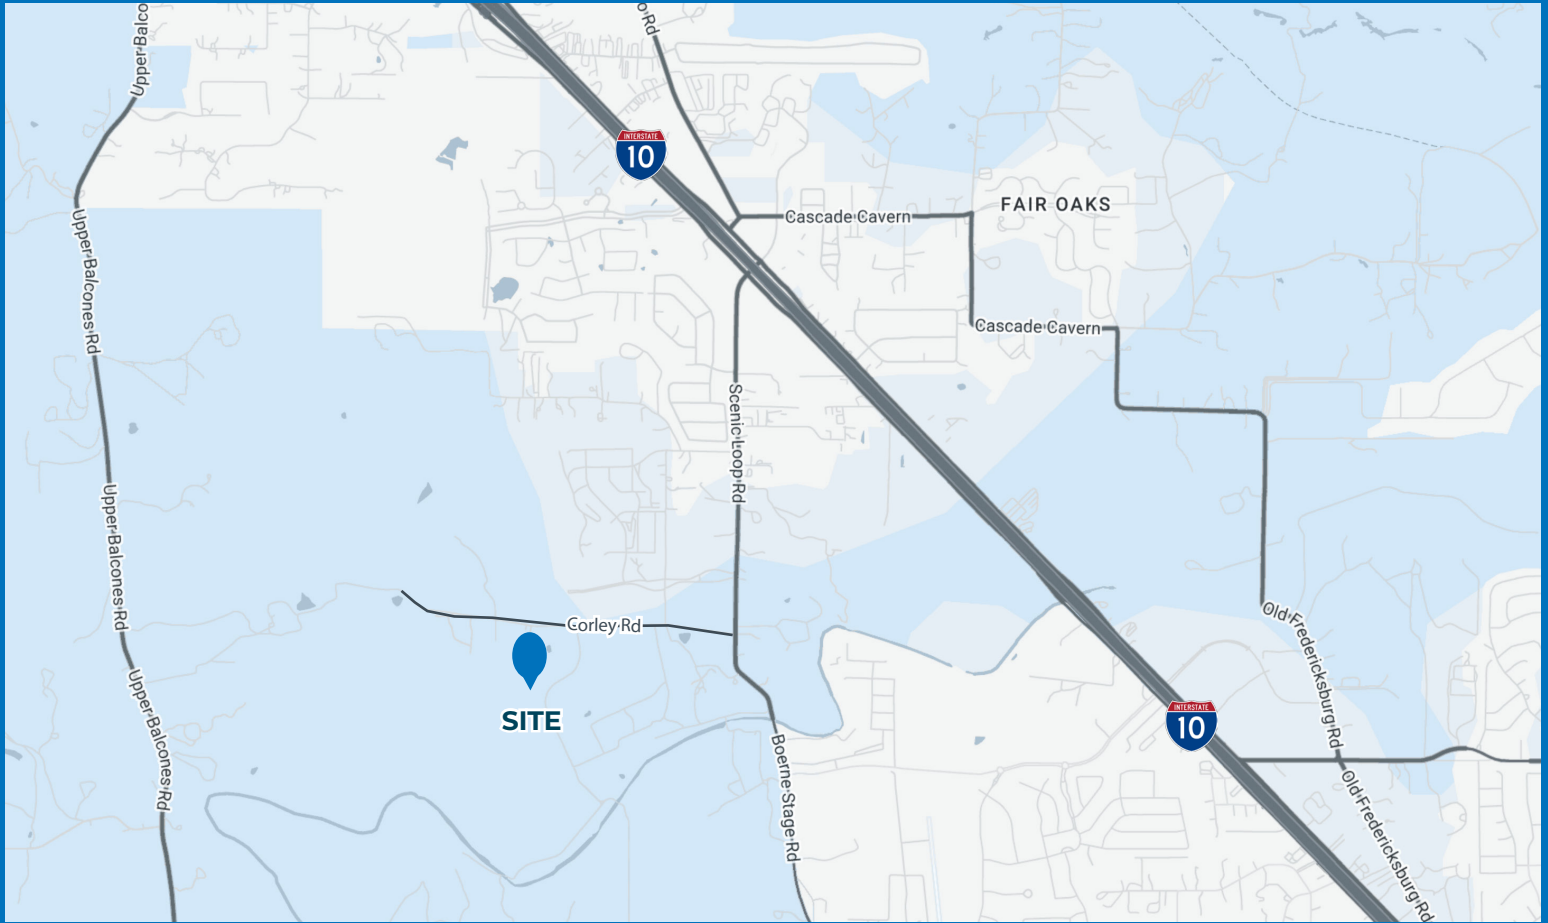 Upper Balco
o Rd
INTERSTATE
10
Cascade Cavern
FAIR OAKS
Upper Balcones Rd
Cascade Cavern
Scenic Loop Rd
Upper Balcones Rd
Corley Rd
Old Fredericksburg Rd
SITE
Upper Balcones Rd
INTERSTATE
10
Boerne Stage Rd
Old Fredericksburg Rd